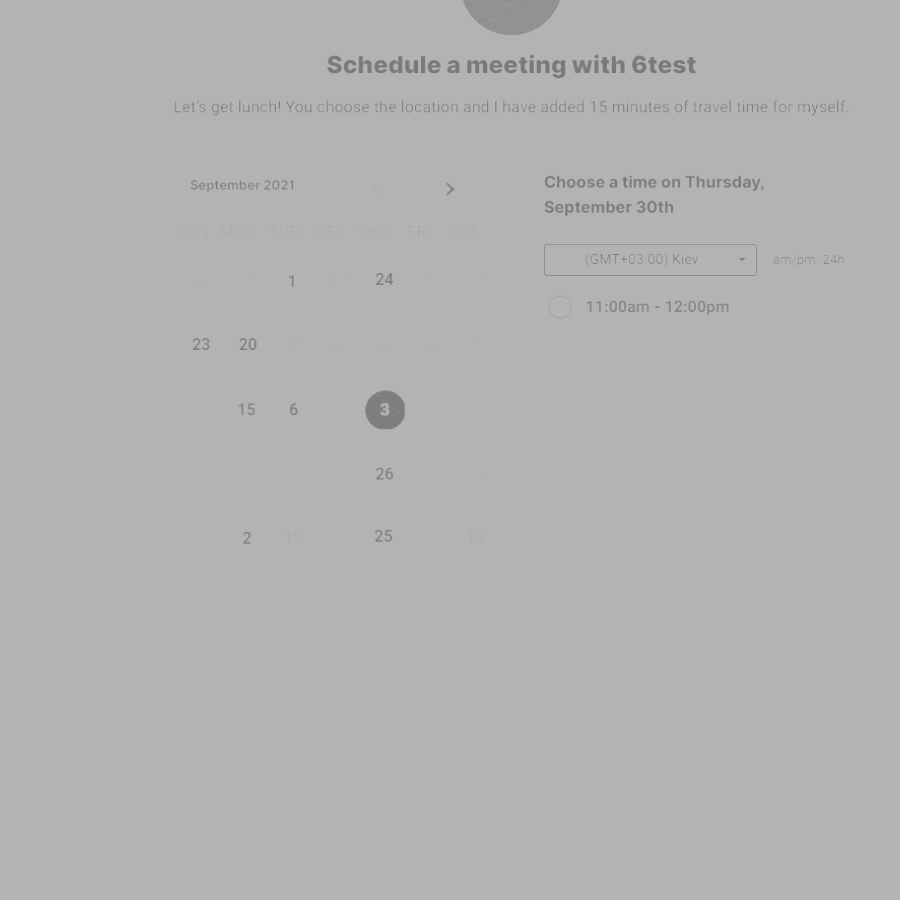 Schedule a meeting with 6test
Let's get lunch! You choose the location and I have added 15 minutes of travel time for myself.
September 2021
SUN MON TUE WED THU FRI SAT
1 24
23 20
15 6 3
26
2 19 25
Choose a time on Thursday,
September 30th
(GMT+03:00) Kiev am/pm 24h
11:00am - 12:00pm